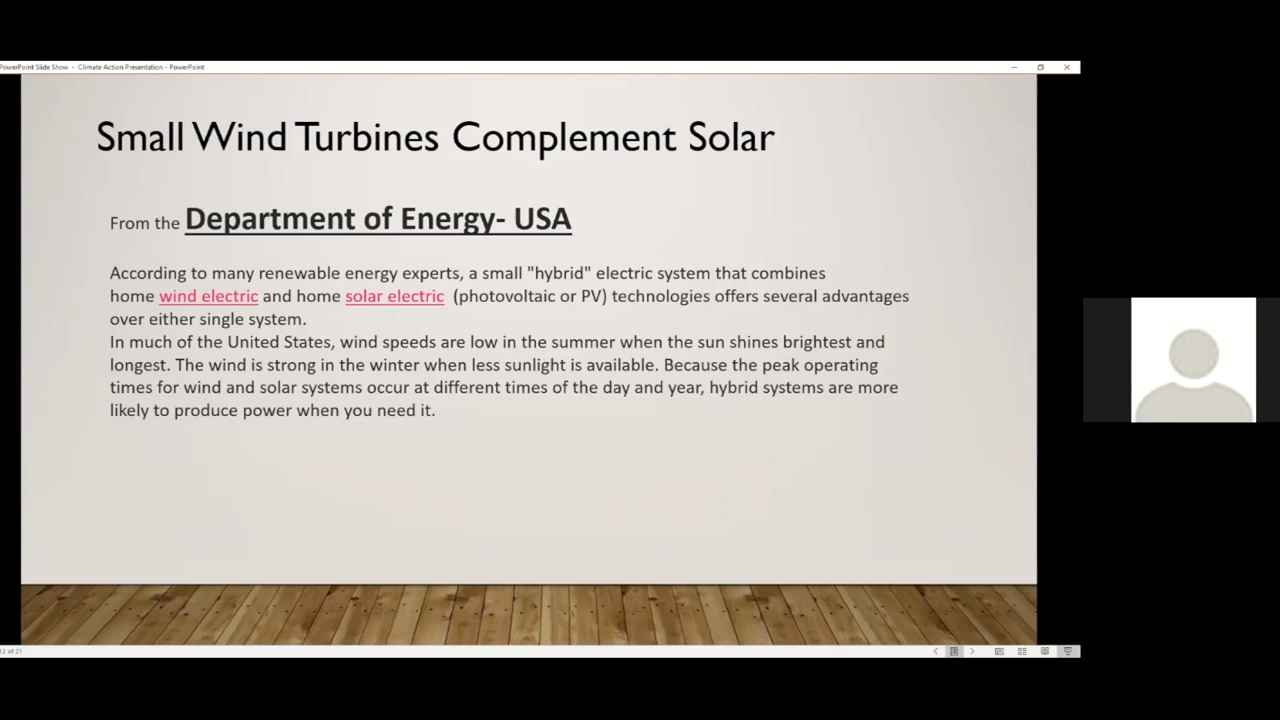 PowerPoint Slide Show - Climate Action Presentation - PowerPoint
Small Wind Turbines Complement Solar
From the Department of Energy- USA
According to many renewable energy experts, a small "hybrid" electric system that combines
home wind electric and home solar electric (photovoltaic or PV) technologies offers several advantages
over either single system.
In much of the United States, wind speeds are low in the summer when the sun shines brightest and
longest. The wind is strong in the winter when less sunlight is available. Because the peak operating
times for wind and solar systems occur at different times of the day and year, hybrid systems are more
likely to produce power when you need it.
12 of 21